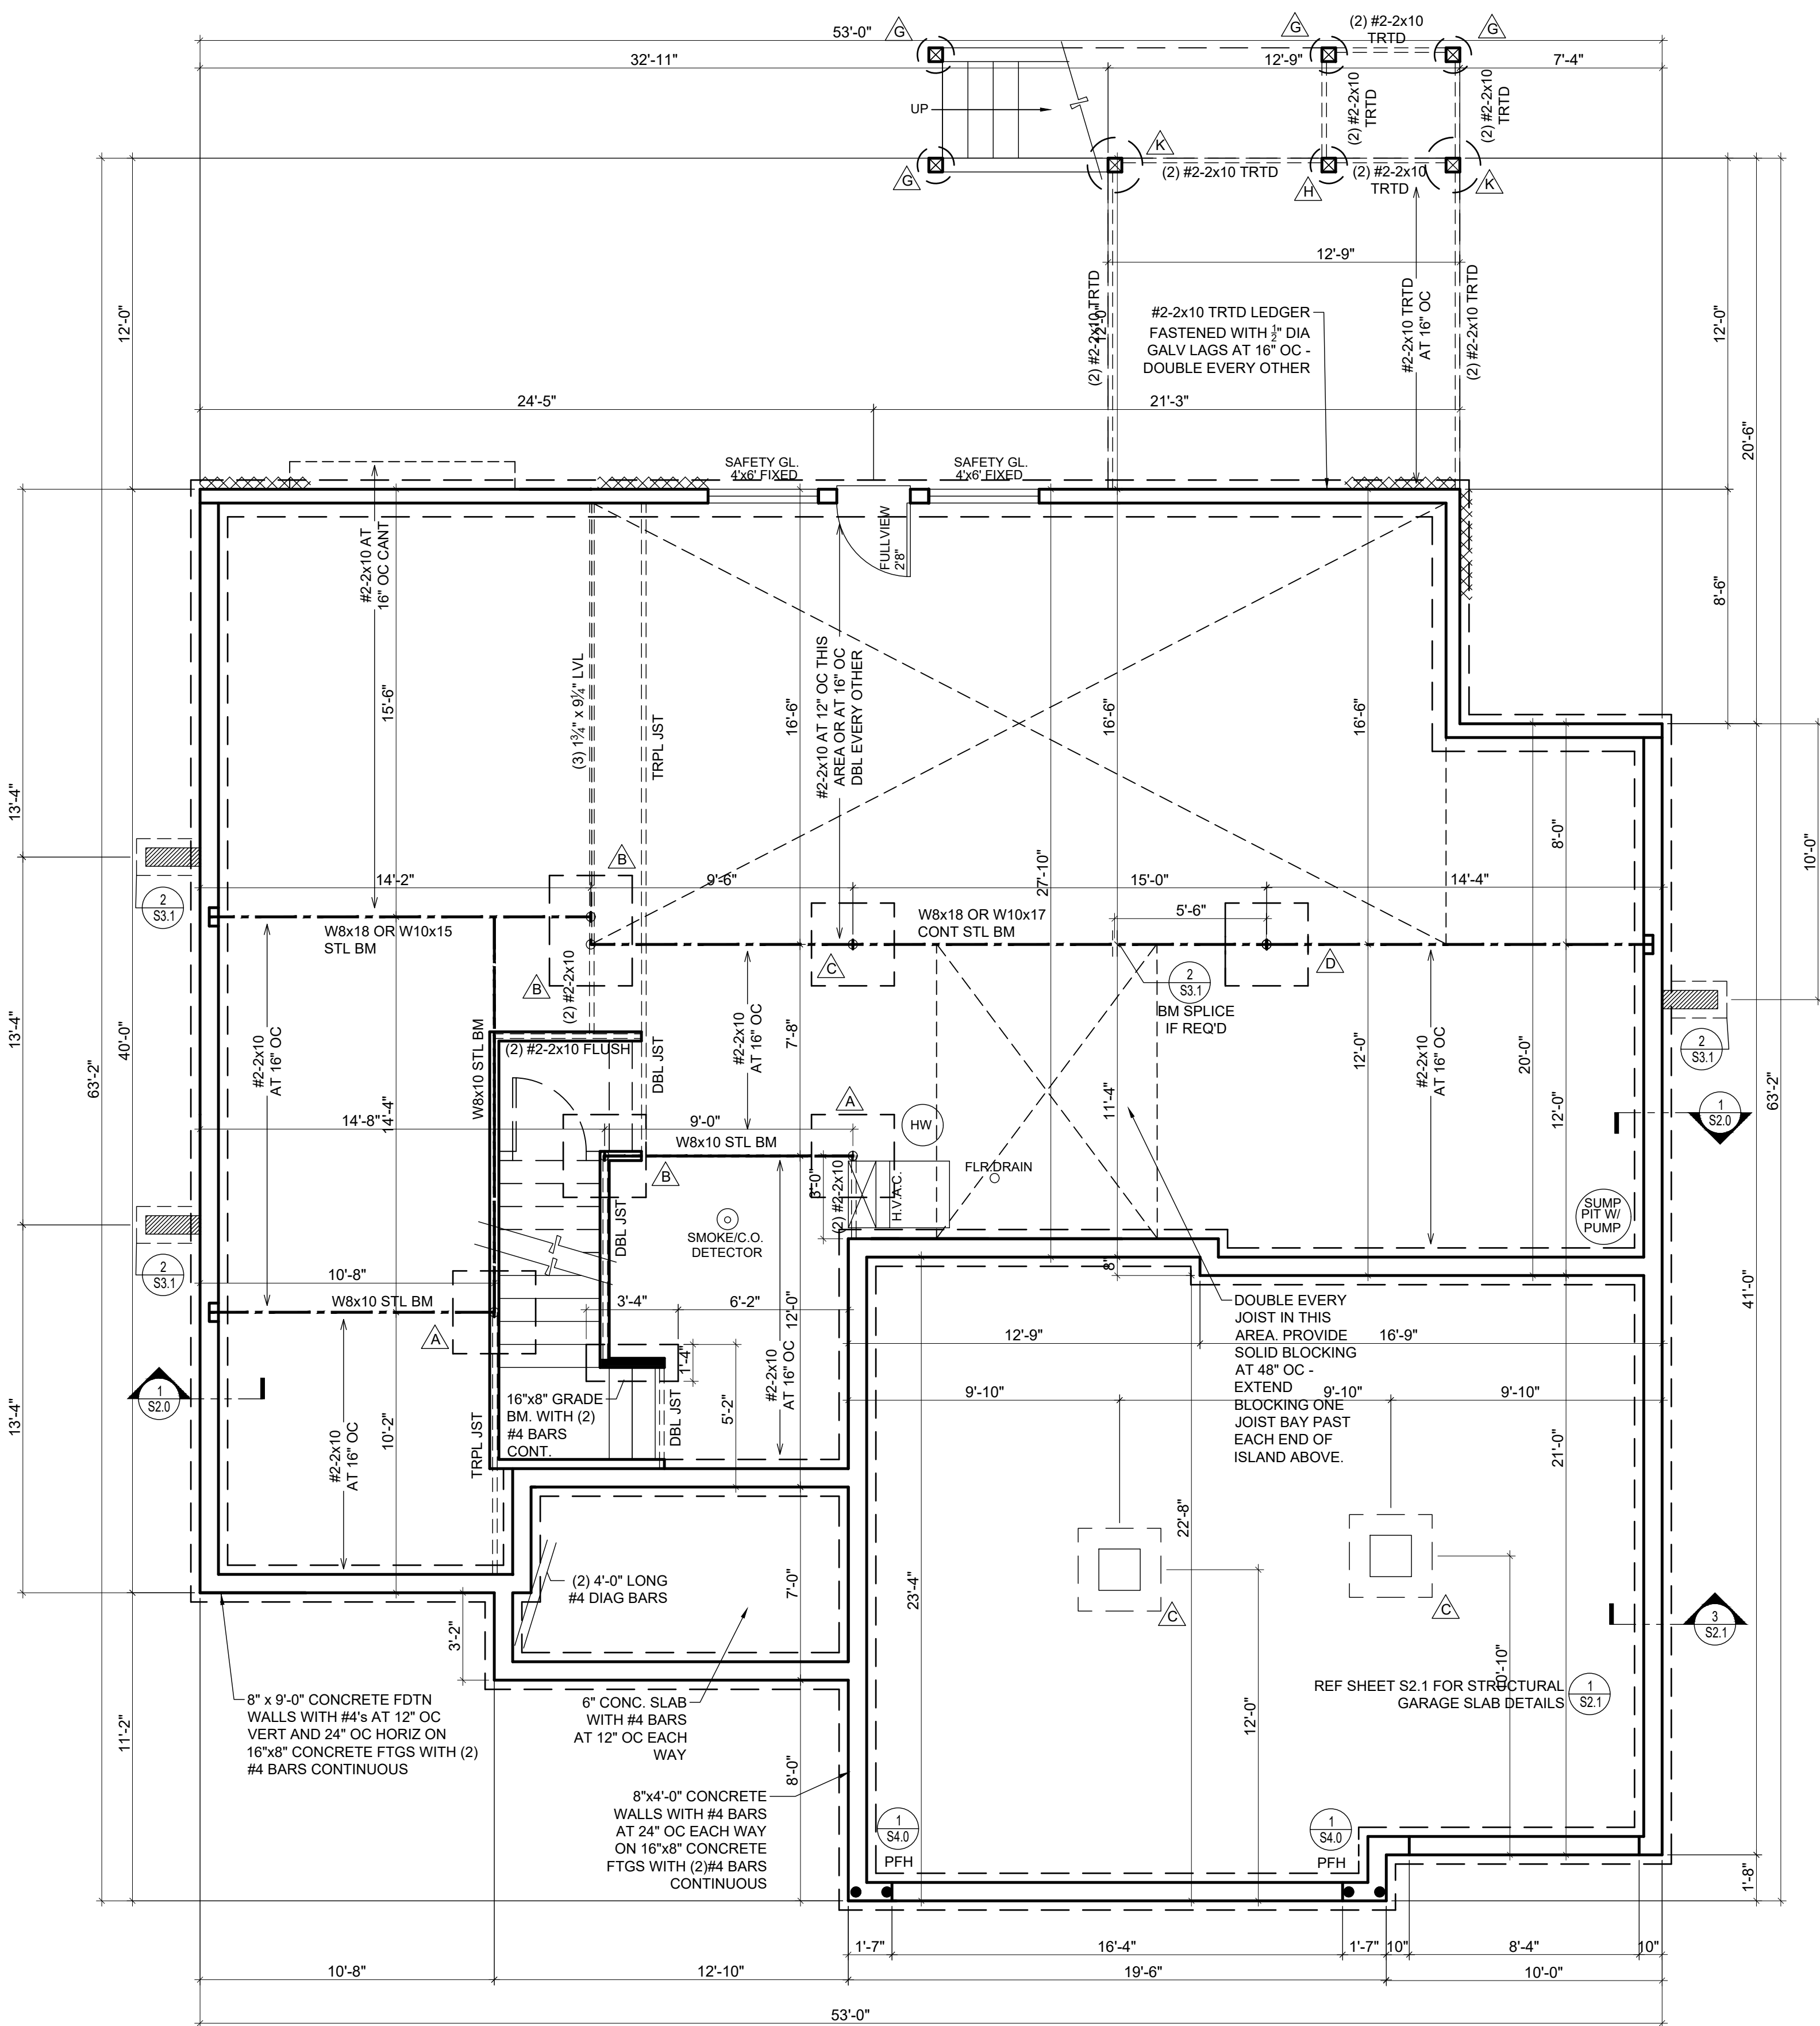 53'-0"
G
G
(2) #2-2x10
TRTD
G
32'-11"
12'-9"
7'-4"
UP
(2) #2-2x10
TRTD
(2) #2-2x10
TRTD
K
G
(2) #2-2x10 TRTD
H
(2) #2-2x10
TRTD
K
12'-9"
12'-0"
(2) #2-2x10 TRTD
12'-0"
#2-2x10 TRTD LEDGER
FASTENED WITH ½" DIA
GALV LAGS AT 16" OC -
DOUBLE EVERY OTHER
#2-2x10 TRTD
AT 16" OC
(2) #2-2x10 TRTD
12'-0"
24'-5"
21'-3"
20'-6"
SAFETY GL.
4'x6' FIXED
SAFETY GL.
4'x6' FIXED
FULLVIEW
2'8"
#2-2x10 AT
16" OC CANT
8'-6"
15'-6"
(3) 1¾" x 9¼" LVL
TRPL JST
16'-6"
#2-2x10 AT 12" OC THIS
AREA OR AT 16" OC
DBL EVERY OTHER
16'-6"
16'-6"
13'-4"
8'-0"
10'-0"
B
2
S3.1
14'-2"
9'-6"
27'-10"
15'-0"
14'-4"
5'-6"
W8x18 OR W10x15
STL BM
W8x18 OR W10x17
CONT STL BM
C
D
B
(2) #2-2x10
2
S3.1
BM SPLICE
IF REQ'D
2
S3.1
13'-4"
40'-0"
63'-2"
#2-2x10
AT 16" OC
W8x10 STL BM
(2) #2-2x10 FLUSH
DBL JST
#2-2x10
AT 16" OC
7'-8"
12'-0"
#2-2x10
AT 16" OC
20'-0"
12'-0"
11'-4"
63'-2"
14'-8"
14'-4"
9'-0"
A
HW
W8x10 STL BM
1
S2.0
B
3'-0"
(2) #2-2x10
H.V.A.C.
FLR DRAIN
DBL JST
SMOKE/C.O.
DETECTOR
SUMP
PIT W/
PUMP
2
S3.1
10'-8"
W8x10 STL BM
A
3'-4"
6'-2"
12'-0"
8"
41'-0"
DOUBLE EVERY
JOIST IN THIS
AREA. PROVIDE
SOLID BLOCKING
AT 48" OC -
EXTEND
BLOCKING ONE
JOIST BAY PAST
EACH END OF
ISLAND ABOVE.
12'-9"
16'-9"
1
S2.0
13'-4"
1'-4"
#2-2x10
AT 16" OC
16"x8" GRADE
BM. WITH (2)
#4 BARS
CONT.
5'-2"
DBL JST
9'-10"
9'-10"
9'-10"
#2-2x10
AT 16" OC
10'-2"
TRPL JST
21'-0"
22'-8"
23'-4"
(2) 4'-0" LONG
#4 DIAG BARS
7'-0"
C
C
3
S2.1
3'-2"
10'-10"
8" x 9'-0" CONCRETE FDTN
WALLS WITH #4's AT 12" OC
VERT AND 24" OC HORIZ ON
16"x8" CONCRETE FTGS WITH (2)
#4 BARS CONTINUOUS
6" CONC. SLAB
WITH #4 BARS
AT 12" OC EACH
WAY
REF SHEET S2.1 FOR STRUCTURAL
GARAGE SLAB DETAILS
1
S2.1
12'-0"
11'-2"
8'-0"
8"x4'-0" CONCRETE
WALLS WITH #4 BARS
AT 24" OC EACH WAY
ON 16"x8" CONCRETE
FTGS WITH (2)#4 BARS
CONTINUOUS
1
S4.0
PFH
1
S4.0
PFH
1'-8"
1'-7"
16'-4"
1'-7"
10"
8'-4"
10"
10'-8"
12'-10"
19'-6"
10'-0"
53'-0"